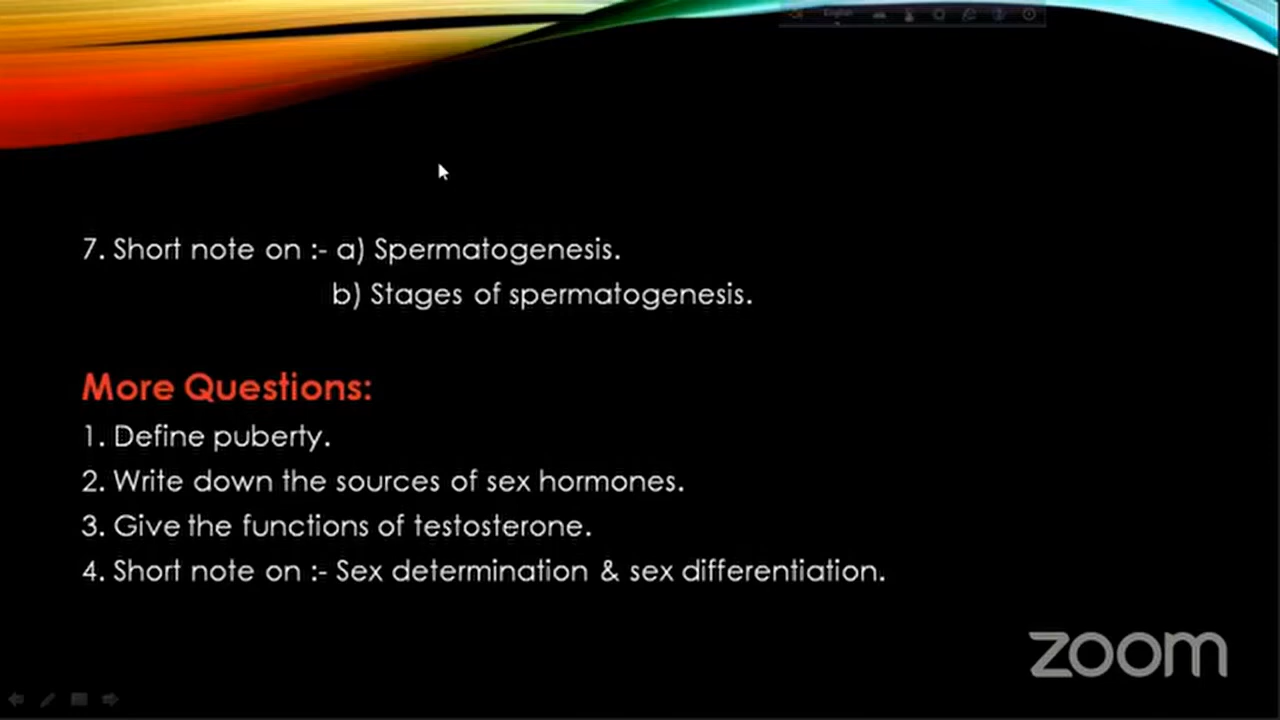 7. Short note on :- a) Spermatogenesis.
b) Stages of spermatogenesis.
More Questions:
1. Define puberty.
2. Write down the sources of sex hormones.
3. Give the functions of testosterone.
4. Short note on :- Sex determination & sex differentiation.
zoom